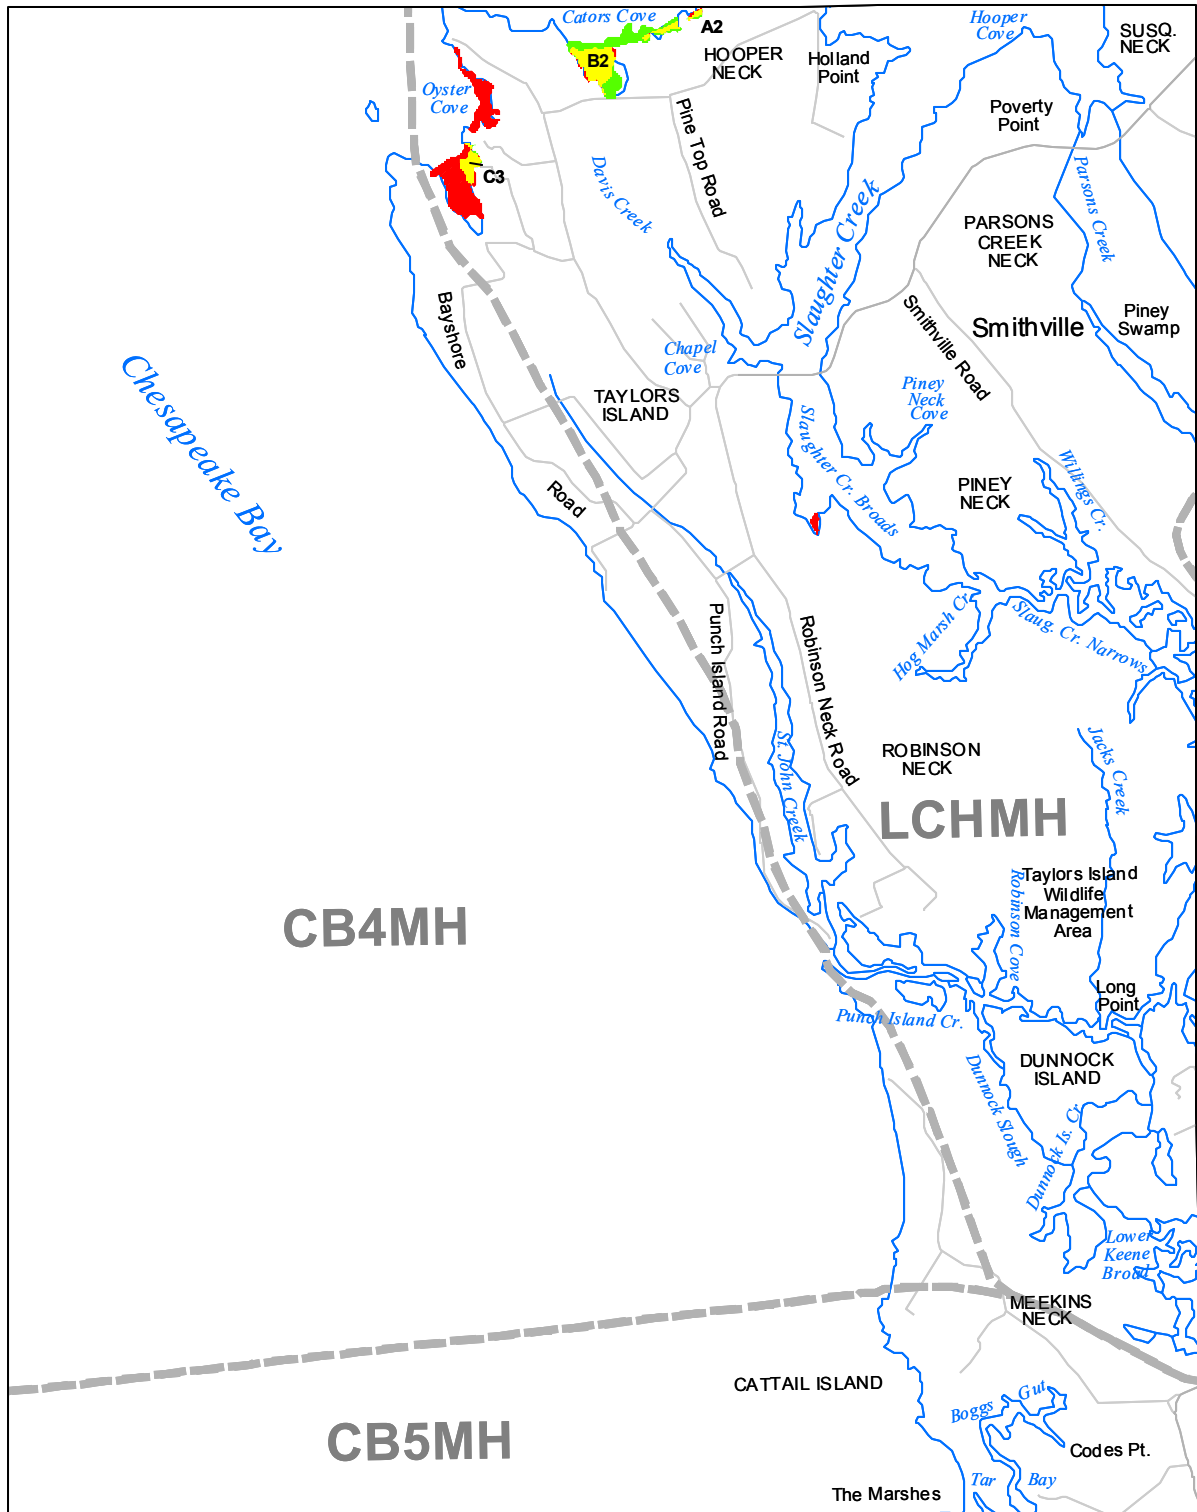 Cators Cove
A2
Hooper
Cove
SUSQ.
NECK
B2
HOOPER
NECK
Holland
Point
Oyster
Cove
Poverty
Point
Pine Top Road
C3
Davis Creek
Parsons Creek
Slaughter Creek
PARSONS
CREEK
NECK
Bayshore
Smithville Road
Smithville
Piney
Swamp
Chesapeake Bay
Chapel
Cove
TAYLORS
ISLAND
Piney
Neck
Cove
Slaughter Cr. Broads
Willings Cr.
PINEY
NECK
Road
Hog Marsh Cr.
Slaug. Cr. Narrows
Punch Island Road
Robinson Neck Road
St. John Creek
ROBINSON
NECK
Jacks Creek
LCHMH
Taylors Island
Wildlife
Management
Area
Robinson Cove
CB4MH
Long
Point
Punch Island Cr.
DUNNOCK
ISLAND
Dunnock Slough
Dunnock Is. Cr
Lower
Keene
Broad
MEEKINS
NECK
CATTAIL ISLAND
Boggs Gut
CB5MH
Codes Pt.
Tar Bay
The Marshes